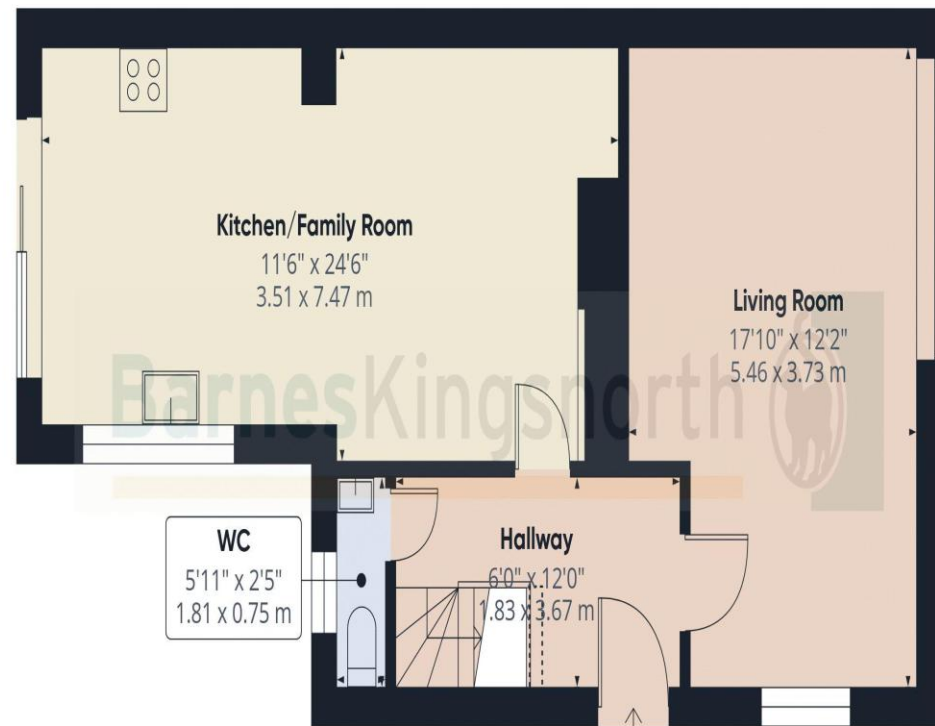 Kitchen/Family Room
11'6" x 24'6"
3.51 x 7.47 m
Living Room
17'10" x 12'2"
5.46 x 3.73 m
BarnesKingsnorth
WC
5'11" x 2'5"
1.81 x 0.75 m
Hallway
6'0" x 12'0"
1.83 x 3.67 m